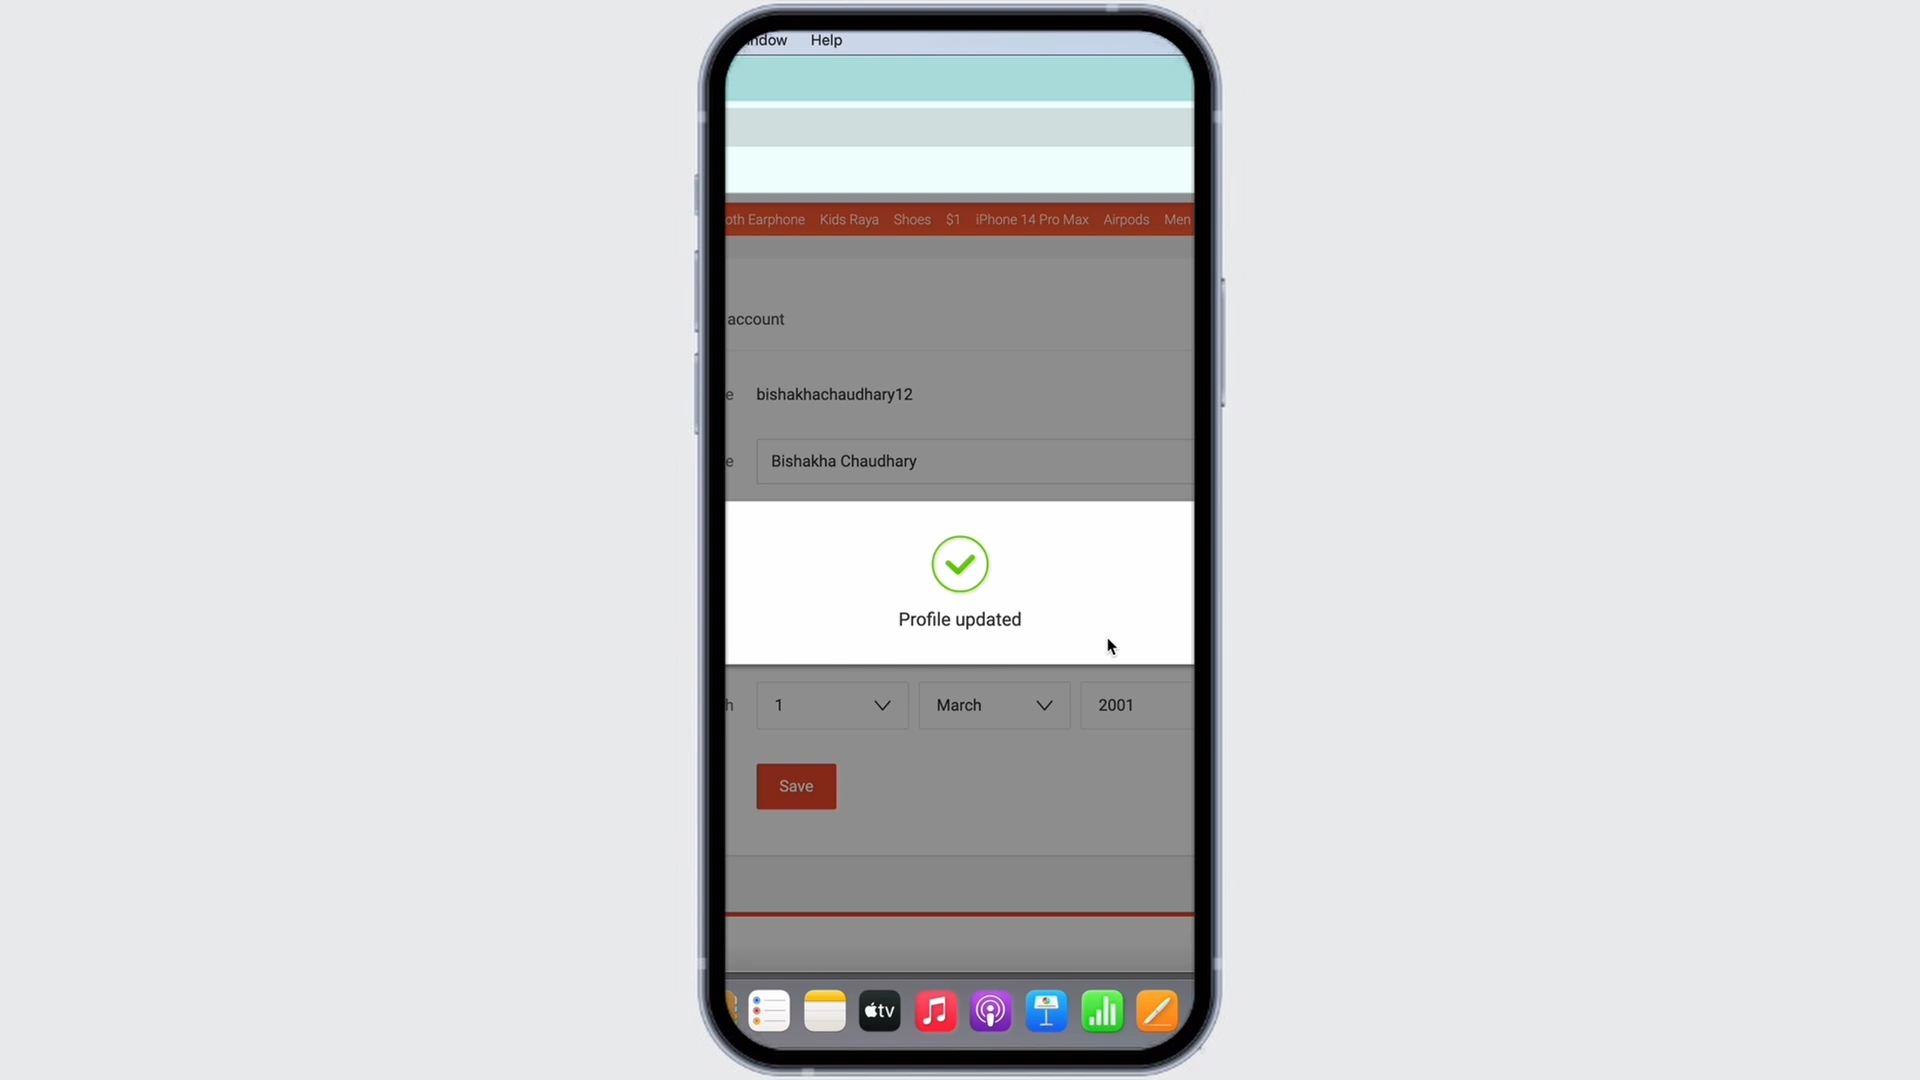 ndow Help
oth Earphone Kids Raya Shoes $1 iPhone 14 Pro Max Airpods Men
account
e bishakhachaudhary12
e Bishakha Chaudhary
Profile updated
h 1 March 2001
Save
tv